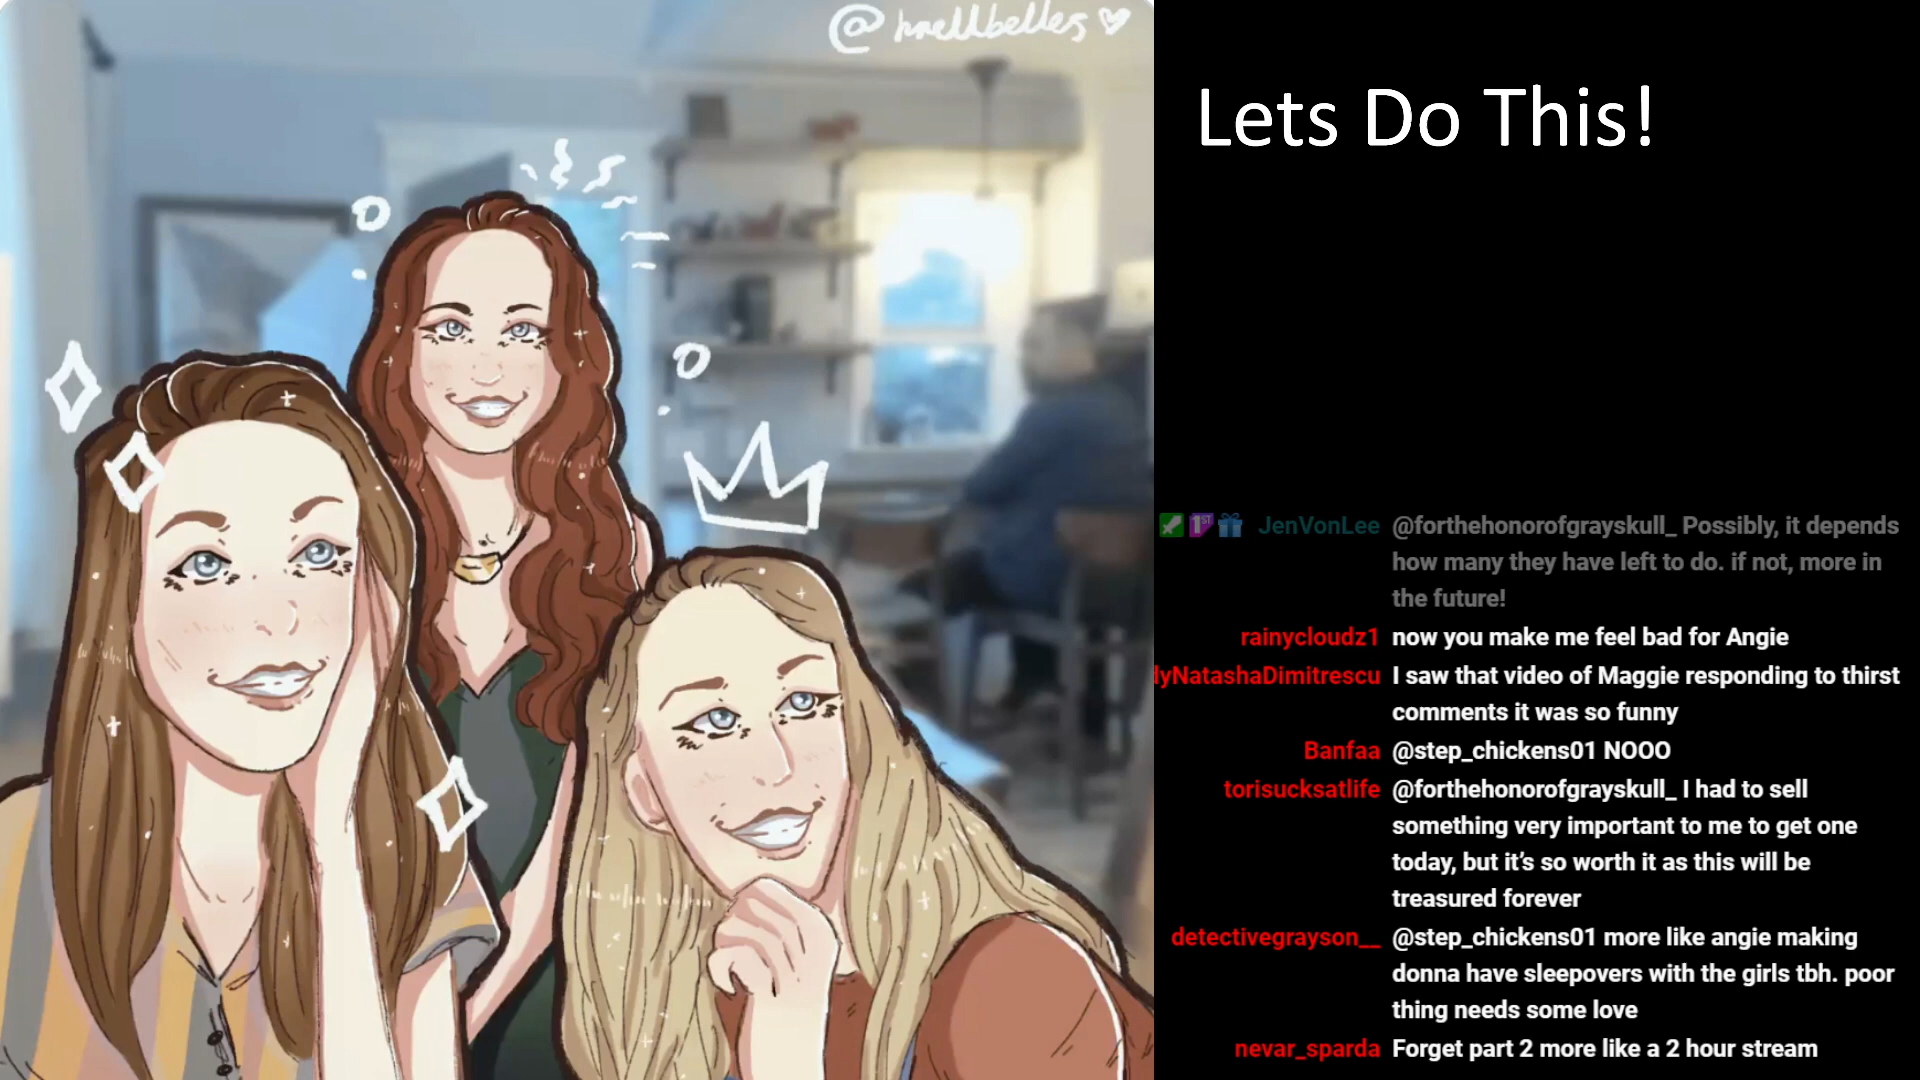 @knellbelles
Lets Do This!
1ST JenVonLee @forthehonorofgrayskull_ Possibly, it depends
how many they have left to do. if not, more in
the future!
rainycloudz1 now you make me feel bad for Angie
lyNatashaDimitrescu I saw that video of Maggie responding to thirst
comments it was so funny
Banfaa @step_chickens01 NOOO
torisucksatlife @forthehonorofgrayskull_ I had to sell
something very important to me to get one
today, but it’s so worth it as this will be
treasured forever
detectivegrayson__ @step_chickens01 more like angie making
donna have sleepovers with the girls tbh. poor
thing needs some love
nevar_sparda Forget part 2 more like a 2 hour stream